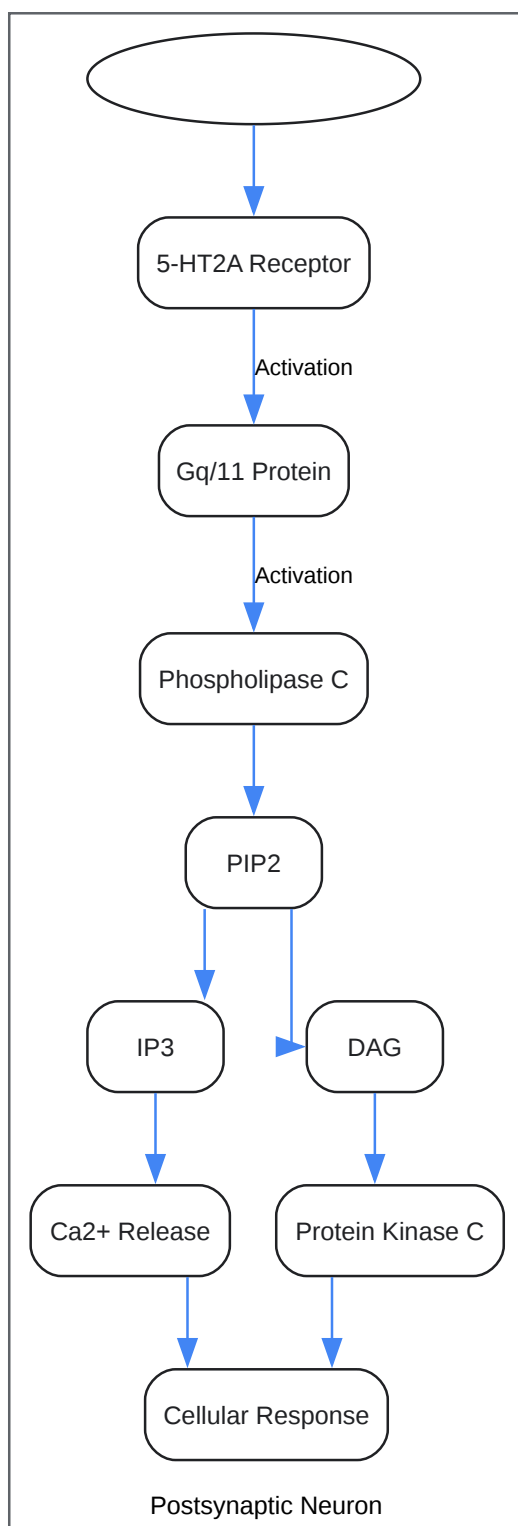 5-HT2A Receptor
Activation
Gq/11 Protein
Activation
Phospholipase C
PIP2
IP3
DAG
Ca2+ Release
Protein Kinase C
Cellular Response
Postsynaptic Neuron